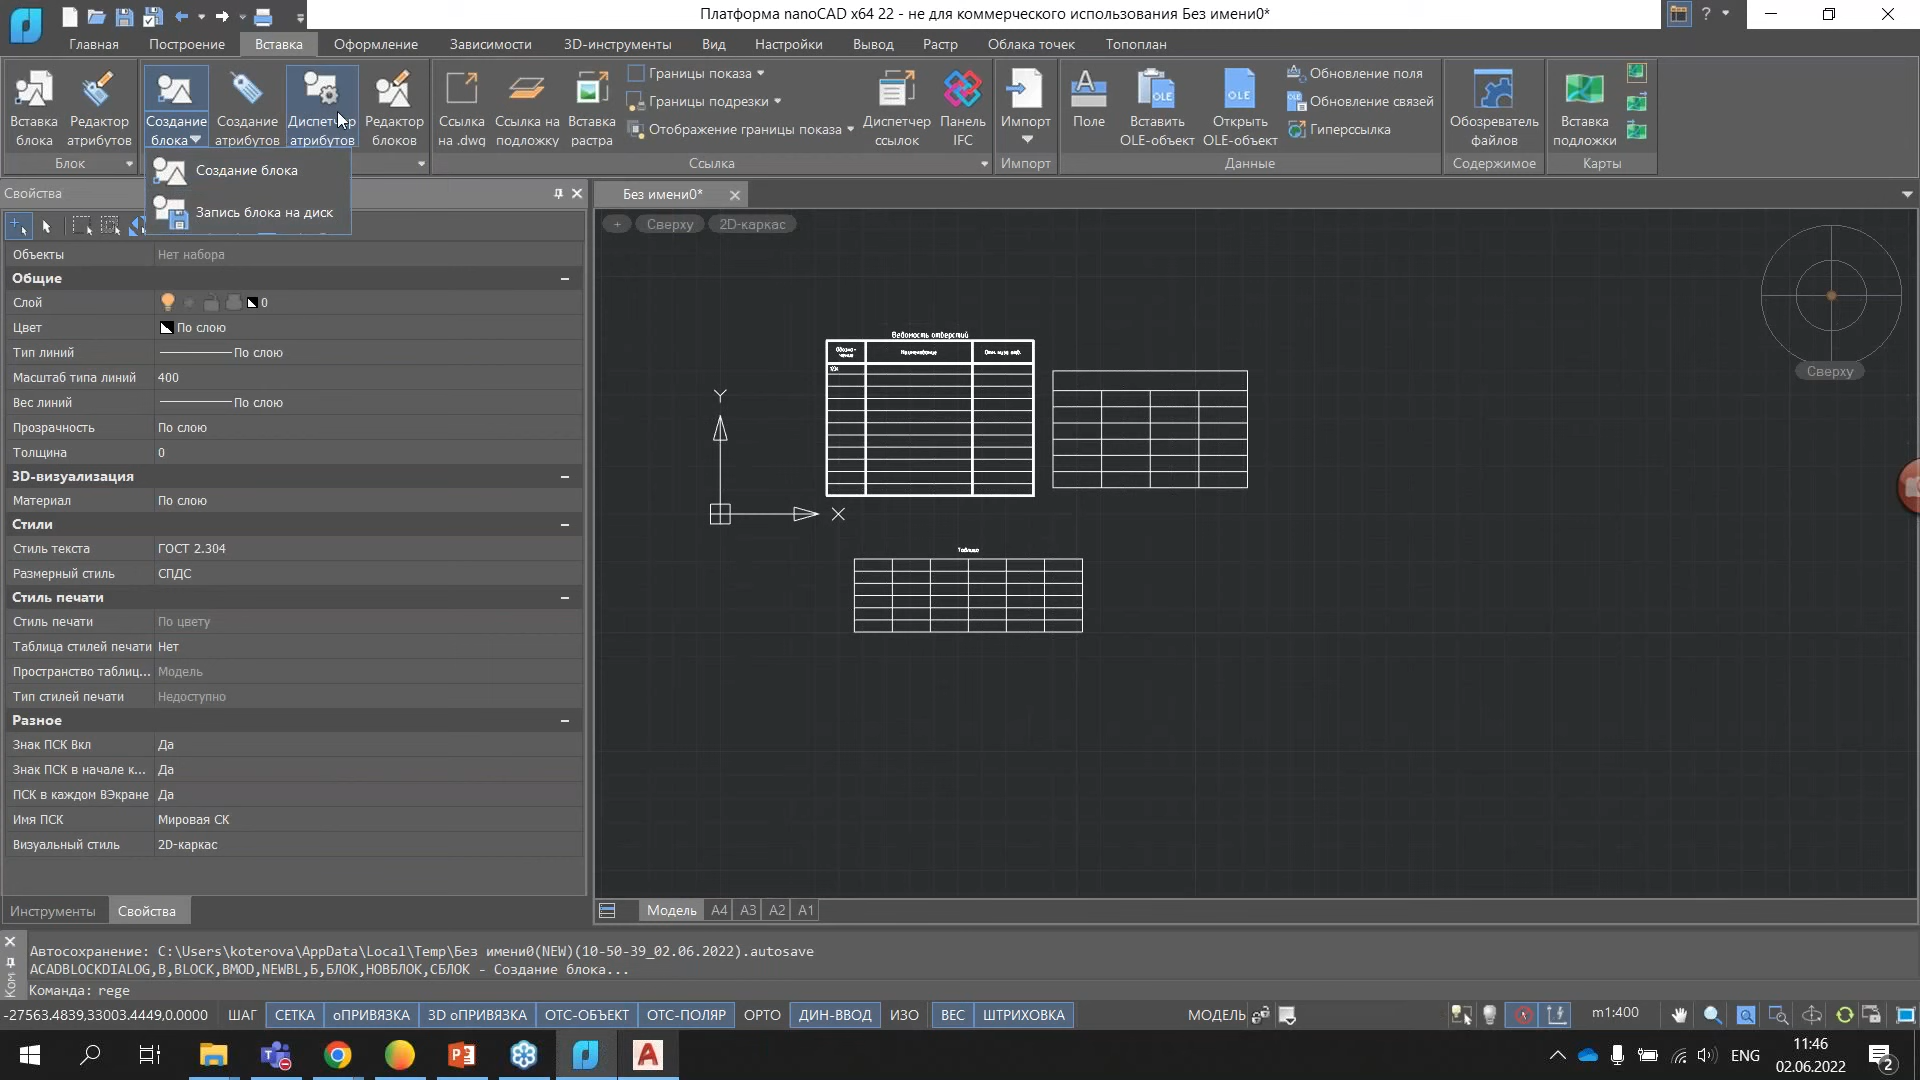 Платформа nanoCAD x64 22 - не для коммерческого использования Без имени0*
?
Главная Построение Вставка Оформление Зависимости 3D-инструменты Вид Настройки Вывод Растр Облака точек Топоплан
Вставка блока
Редактор атрибутов
Создание блока
Создание атрибутов
Диспетчер атрибутов
Редактор блоков
Ссылка на .dwg
Ссылка на подложку
Вставка растра
Границы показа
Границы подрезки
Отображение границы показа
Диспетчер ссылок
Панель IFC
Импорт
Поле
OLE
Вставить OLE-объект
OLE
Открыть OLE-объект
Обновление поля
Обновление связей
Гиперссылка
Обозреватель файлов
Вставка подложки
Блок
Ссылка
Импорт
Данные
Содержимое
Карты
Создание блока
Запись блока на диск
Свойства
Без имени0*
+ Сверху 2D-каркас
Объекты Нет набора
Общие
Слой 0
Цвет По слою
Тип линий По слою
Масштаб типа линий 400
Вес линий По слою
Прозрачность По слою
Толщина 0
3D-визуализация
Материал По слою
Стили
Стиль текста ГОСТ 2.304
Размерный стиль СПДС
Стиль печати
Стиль печати По цвету
Таблица стилей печати Нет
Пространство таблиц... Модель
Тип стилей печати Недоступно
Разное
Знак ПСК Вкл Да
Знак ПСК в начале к... Да
ПСК в каждом ВЭкране Да
Имя ПСК Мировая СК
Визуальный стиль 2D-каркас
Ведомость отверстий
Обозна-
чение
Наименование
Y
X
Таблица
Сверху
Инструменты Свойства
Модель A4 A3 A2 A1
Ком
Автосохранение: C:\Users\koterova\AppData\Local\Temp\Без имени0(NEW)(10-50-39_02.06.2022).autosave
ACADBLOCKDIALOG,B,BLOCK,BMOD,NEWBL,Б,БЛОК,НОВБЛОК,СБЛОК - Создание блока...
Команда: rege
-27563.4839,33003.4449,0.0000 ШАГ СЕТКА оПРИВЯЗКА 3D оПРИВЯЗКА ОТС-ОБЪЕКТ ОТС-ПОЛЯР ОРТО ДИН-ВВОД ИЗО ВЕС ШТРИХОВКА МОДЕЛЬ m1:400
ENG
11:46
02.06.2022
2